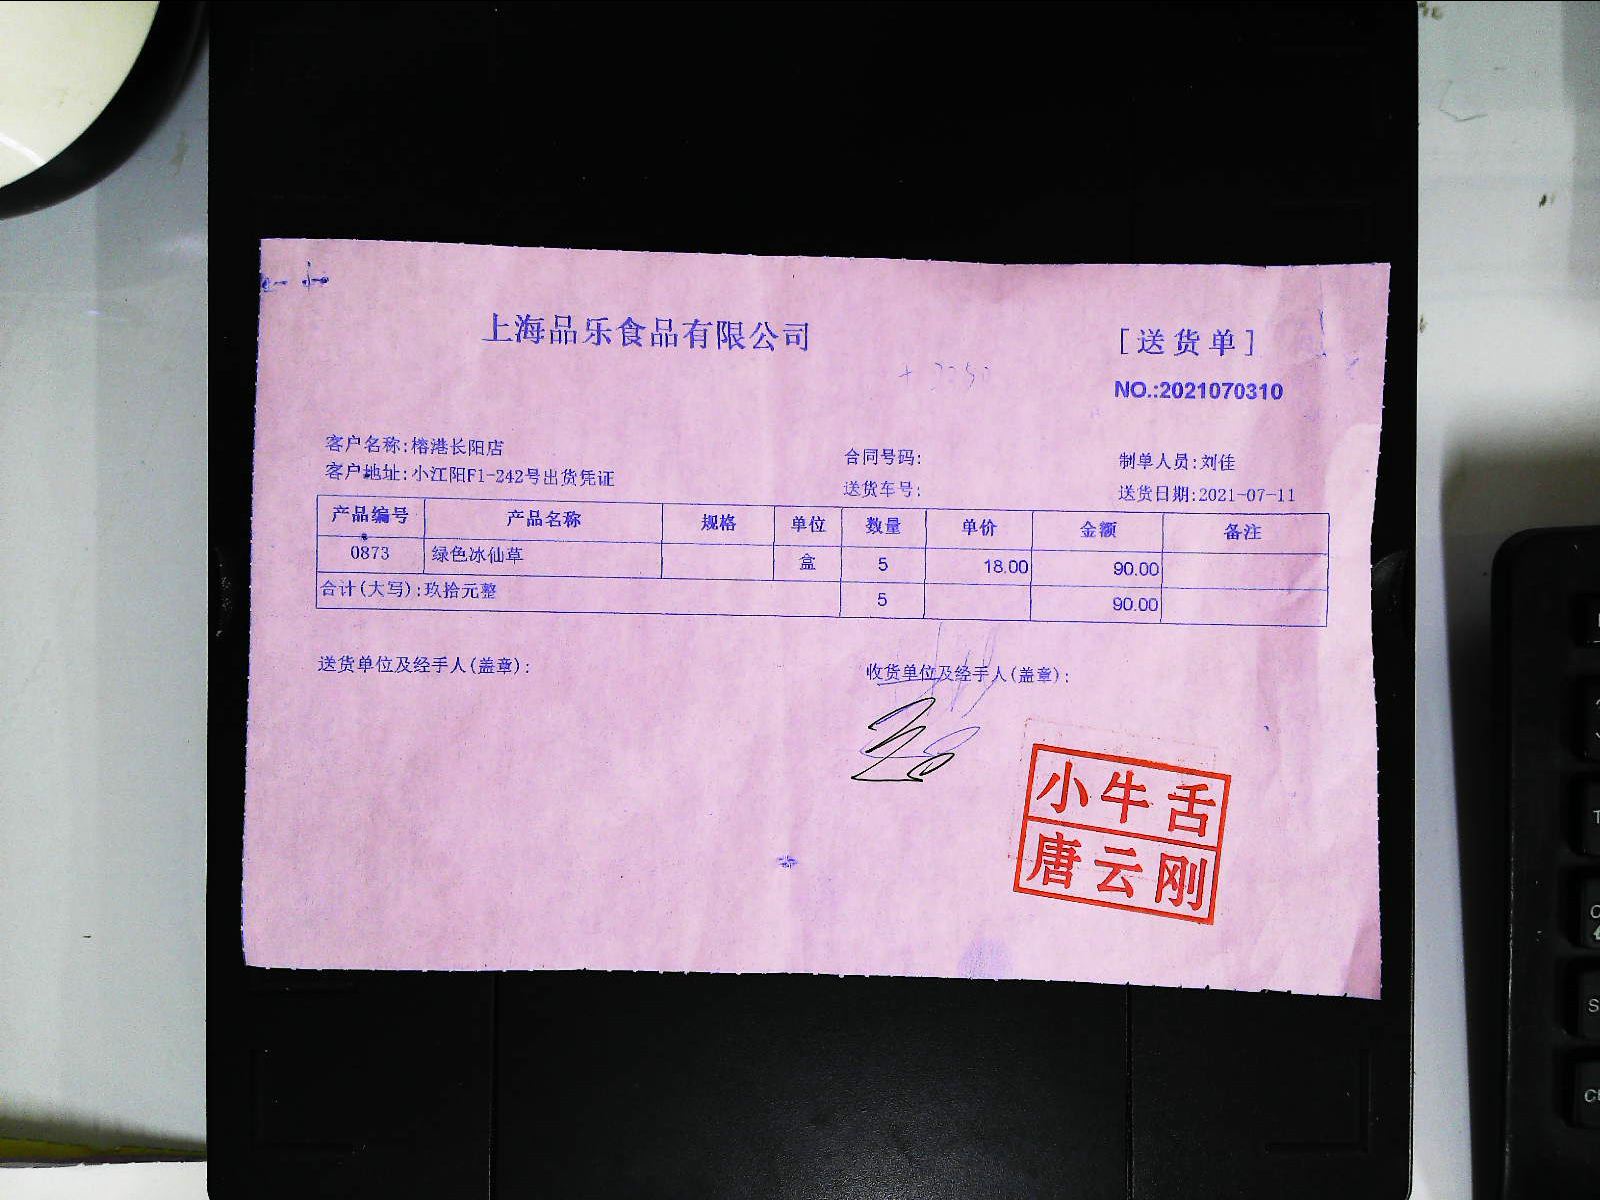 上海品乐食品有限公司
[送货单]
NO.:2021070310
客户名称:榕港长阳店
合同号码:
制单人员:刘佳
客户地址:小江阳F1-242号出货凭证
送货车号:
送货日期:2021-07-11
产品编号 产品名称 规格 单位 数量 单价 金额 备注
0873 绿色冰仙草 盒 5 18.00 90.00
合计(大写):玖拾元整 5 90.00
送货单位及经手人(盖章):
收货单位及经手人(盖章):
小牛舌
唐云刚